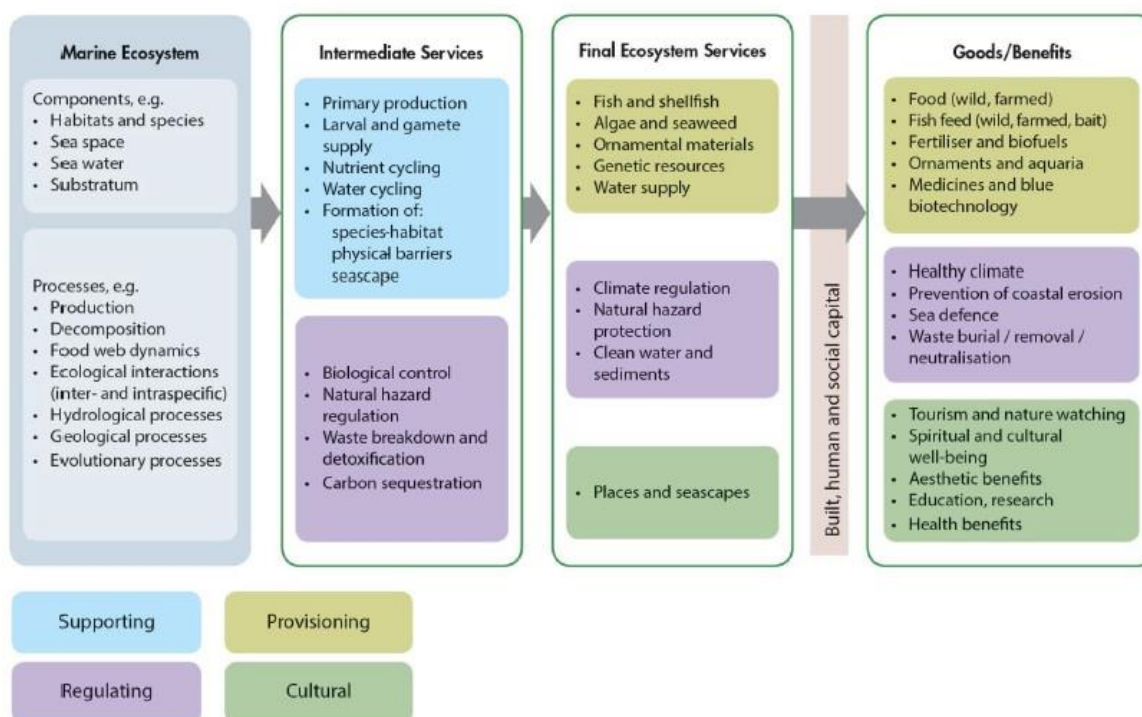 Marine Ecosystem
Components, e.g.
• Habitats and species
• Sea space
• Sea water
• Substratum
Processes, e.g.
• Production
• Decomposition
• Food web dynamics
• Ecological interactions
(inter- and intraspecific)
• Hydrological processes
• Geological processes
• Evolutionary processes
Intermediate Services
• Primary production
• Larval and gamete
supply
• Nutrient cycling
• Water cycling
• Formation of:
species-habitat
physical barriers
seascape
• Biological control
• Natural hazard
regulation
• Waste breakdown and
detoxification
• Carbon sequestration
Final Ecosystem Services
• Fish and shellfish
• Algae and seaweed
• Ornamental materials
• Genetic resources
• Water supply
• Climate regulation
• Natural hazard
protection
• Clean water and
sediments
• Places and seascapes
Built, human and social capital
Goods/Benefits
• Food (wild, farmed)
• Fish feed (wild, farmed, bait)
• Fertiliser and biofuels
• Ornaments and aquaria
• Medicines and blue
biotechnology
• Healthy climate
• Prevention of coastal erosion
• Sea defence
• Waste burial / removal /
neutralisation
• Tourism and nature watching
• Spiritual and cultural
well-being
• Aesthetic benefits
• Education, research
• Health benefits
Supporting
Provisioning
Regulating
Cultural